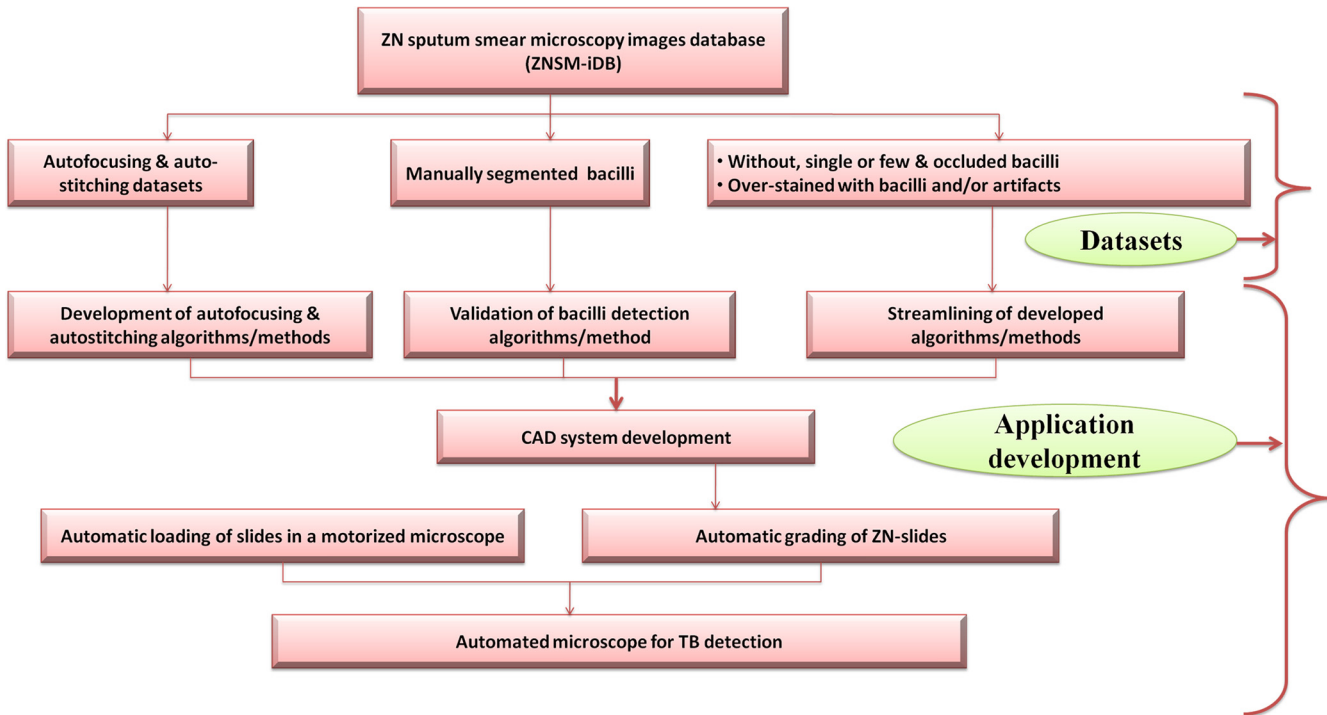 ZN sputum smear microscopy images database
(ZNSM-iDB)
Autofocusing & auto-
stitching datasets
Manually segmented bacilli
• Without, single or few & occluded bacilli
• Over-stained with bacilli and/or artifacts
Datasets
Development of autofocusing &
autostitching algorithms/methods
Validation of bacilli detection
algorithms/method
Streamlining of developed
algorithms/methods
CAD system development
Application
development
Automatic loading of slides in a motorized microscope
Automatic grading of ZN-slides
Automated microscope for TB detection